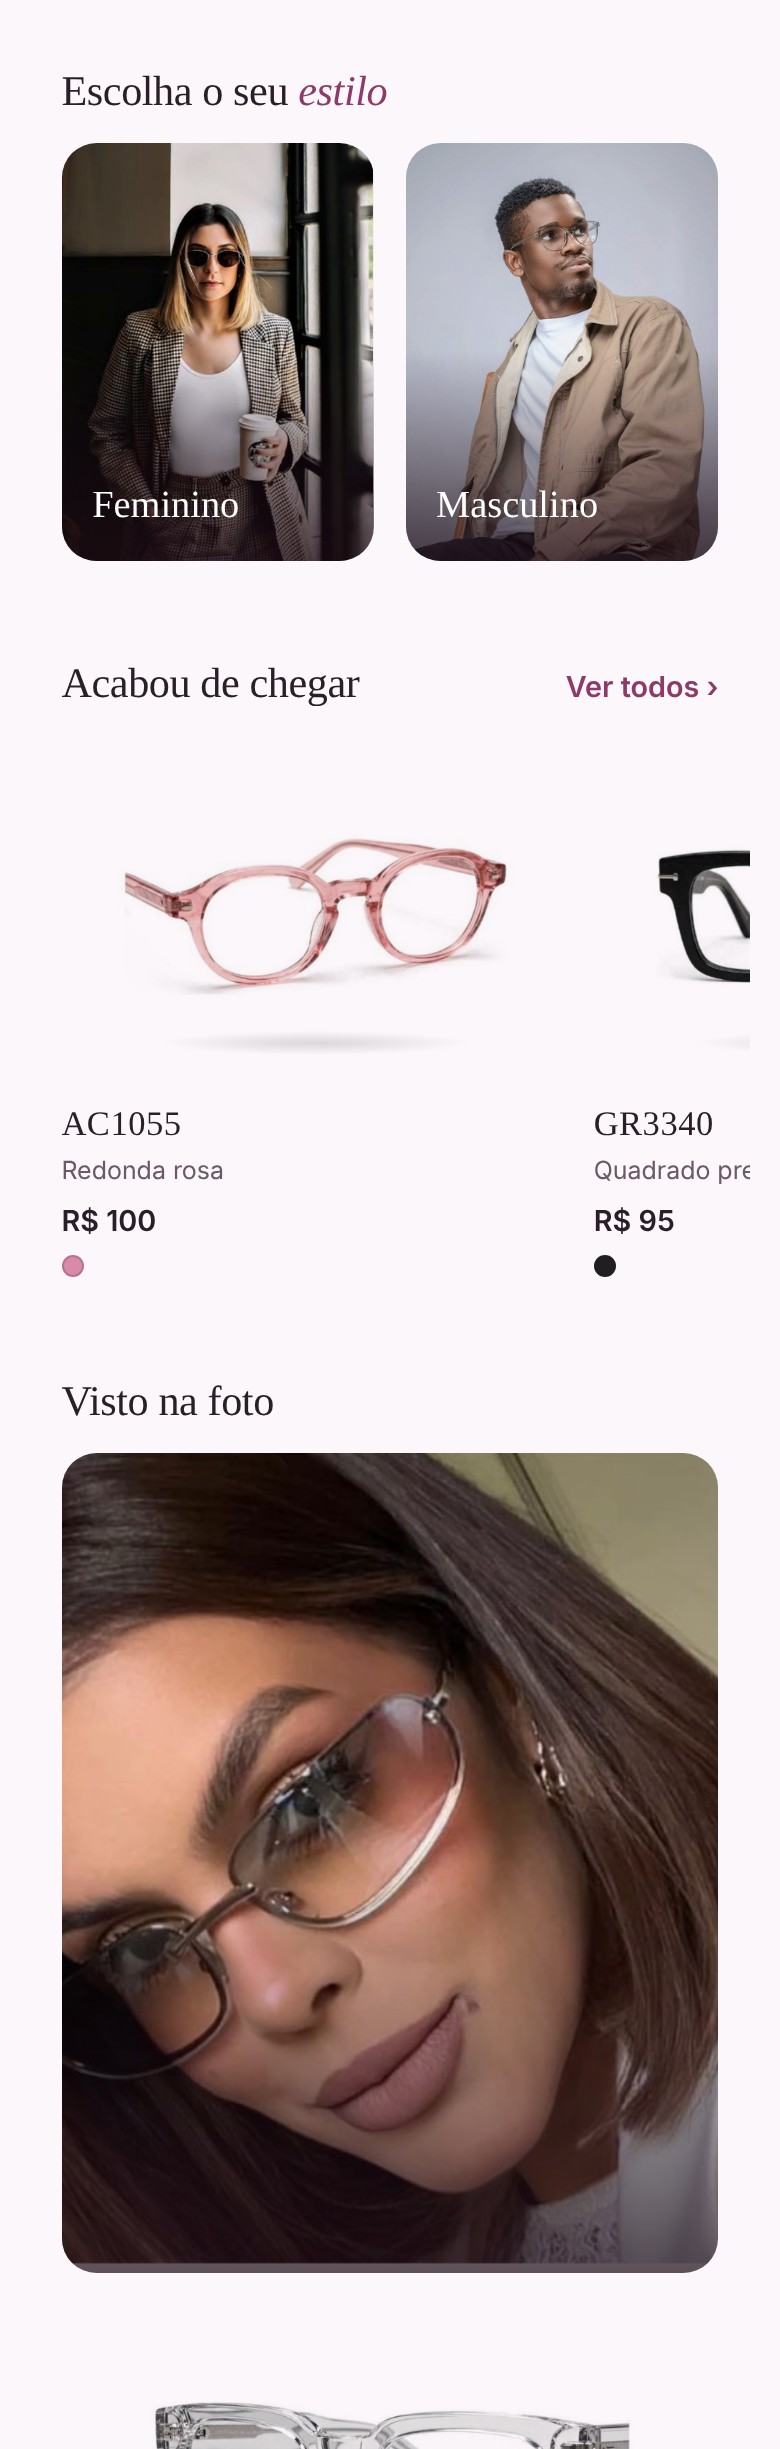 Escolha o seu estilo
Feminino
Masculino
Acabou de chegar
Ver todos ›
AC1055
Redonda rosa
R$ 100
GR3340
Quadrado pre
R$ 95
Visto na foto